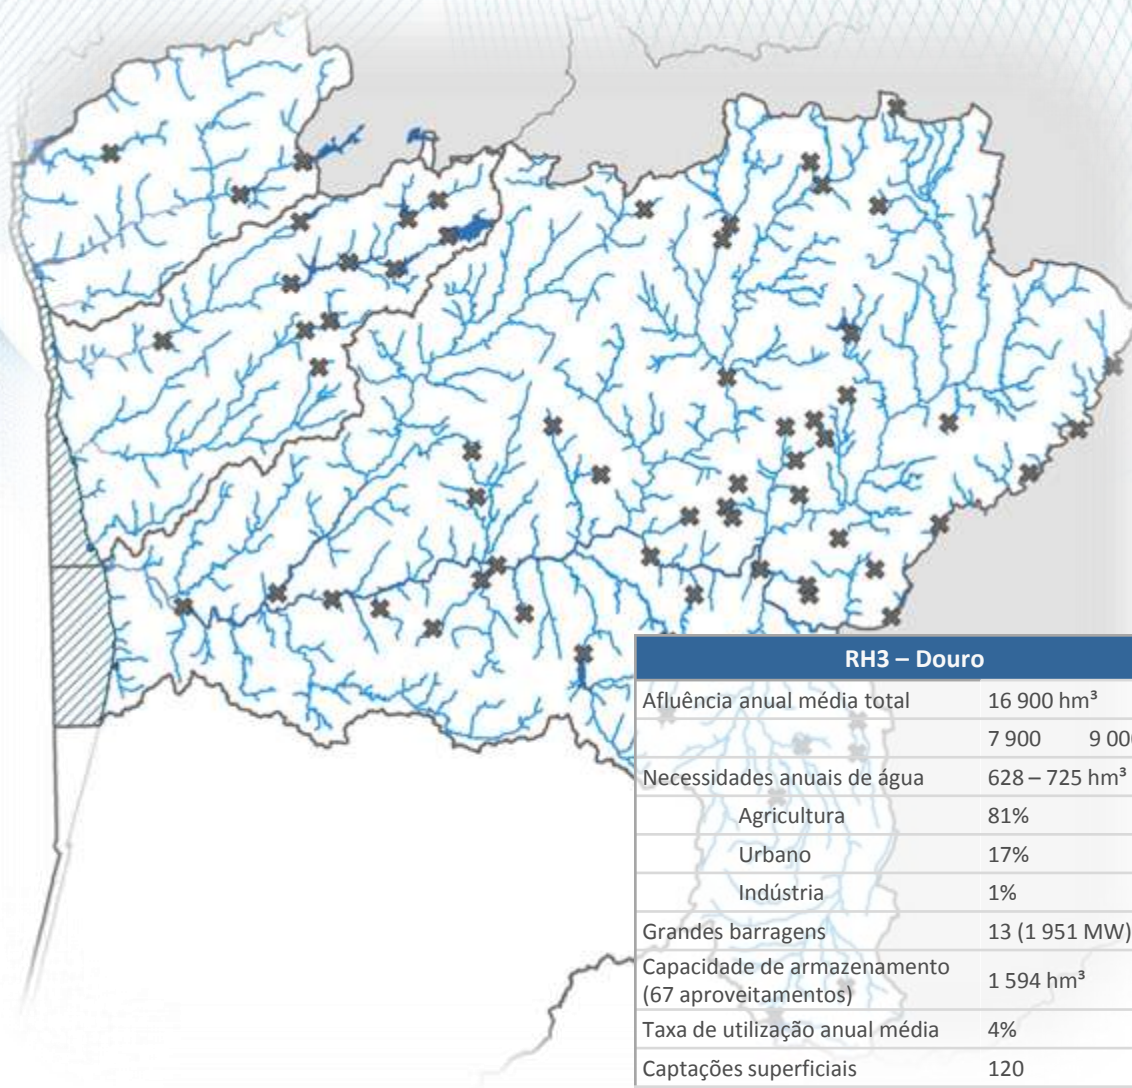 RH3 – Douro
Afluência anual média total 16 900 hm³
7 900 9 000
Necessidades anuais de água 628 – 725 hm³
Agricultura 81%
Urbano 17%
Indústria 1%
Grandes barragens 13 (1 951 MW)
Capacidade de armazenamento
(67 aproveitamentos) 1 594 hm³
Taxa de utilização anual média 4%
Captações superficiais 120